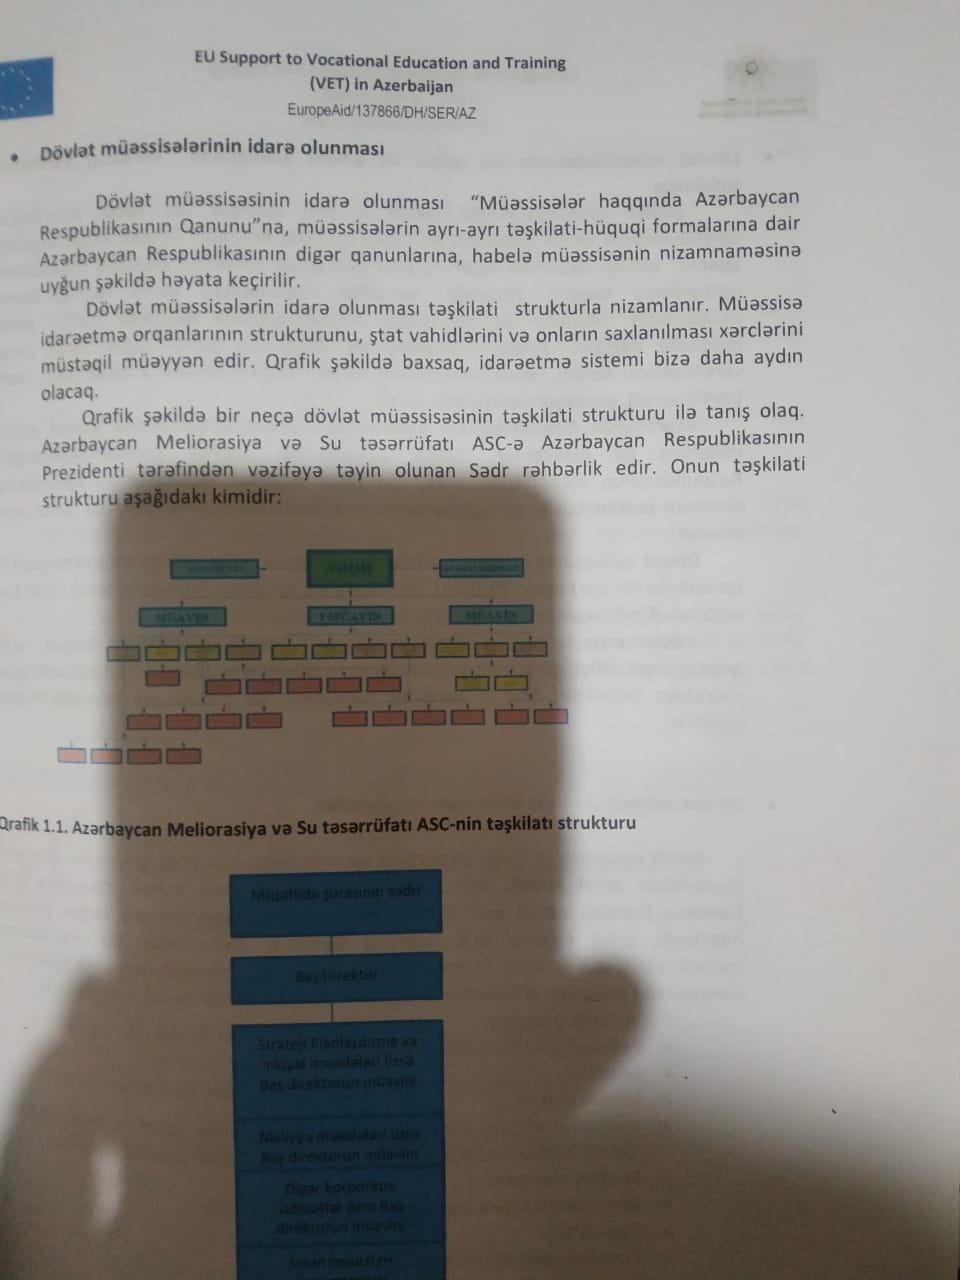 EU Support to Vocational Education and Training
(VET) in Azerbaijan
EuropeAid/137866/DH/SER/AZ
• Dövlət müəssisələrinin idarə olunması
Dövlət müəssisəsinin idarə olunması “Müəssisələr haqqında Azərbaycan
Respublikasının Qanunu”na, müəssisələrin ayrı-ayrı təşkilati-hüquqi formalarına dair
Azərbaycan Respublikasının digər qanunlarına, habelə müəssisənin nizamnaməsinə
uyğun şəkildə həyata keçirilir.
Dövlət müəssisələrin idarə olunması təşkilati strukturla nizamlanır. Müəssisə
idarəetmə orqanlarının strukturunu, ştat vahidlərini və onların saxlanılması xərclərini
müstəqil müəyyən edir. Qrafik şəkildə baxsaq, idarəetmə sistemi bizə daha aydın
olacaq.
Qrafik şəkildə bir neçə dövlət müəssisəsinin təşkilati strukturu ilə tanış olaq.
Azərbaycan Meliorasiya və Su təsərrüfatı ASC-ə Azərbaycan Respublikasının
Prezidenti tərəfindən vəzifəyə təyin olunan Sədr rəhbərlik edir. Onun təşkilati
strukturu aşağıdakı kimidir:
SƏDR
MÜAVİN
I MÜAVİN
MÜAVİN
Qrafik 1.1. Azərbaycan Meliorasiya və Su təsərrüfatı ASC-nin təşkilatı strukturu
Müşahidə şurasının sədri
Baş Direktor
Strateji Planlaşdırma və
inkişaf məsələləri üzrə
Baş direktorun müavini
Maliyyə məsələləri üzrə
Baş direktorun müavini
Digər korporativ
xidmətlər üzrə Baş
direktorun müavini
İnsan resursları